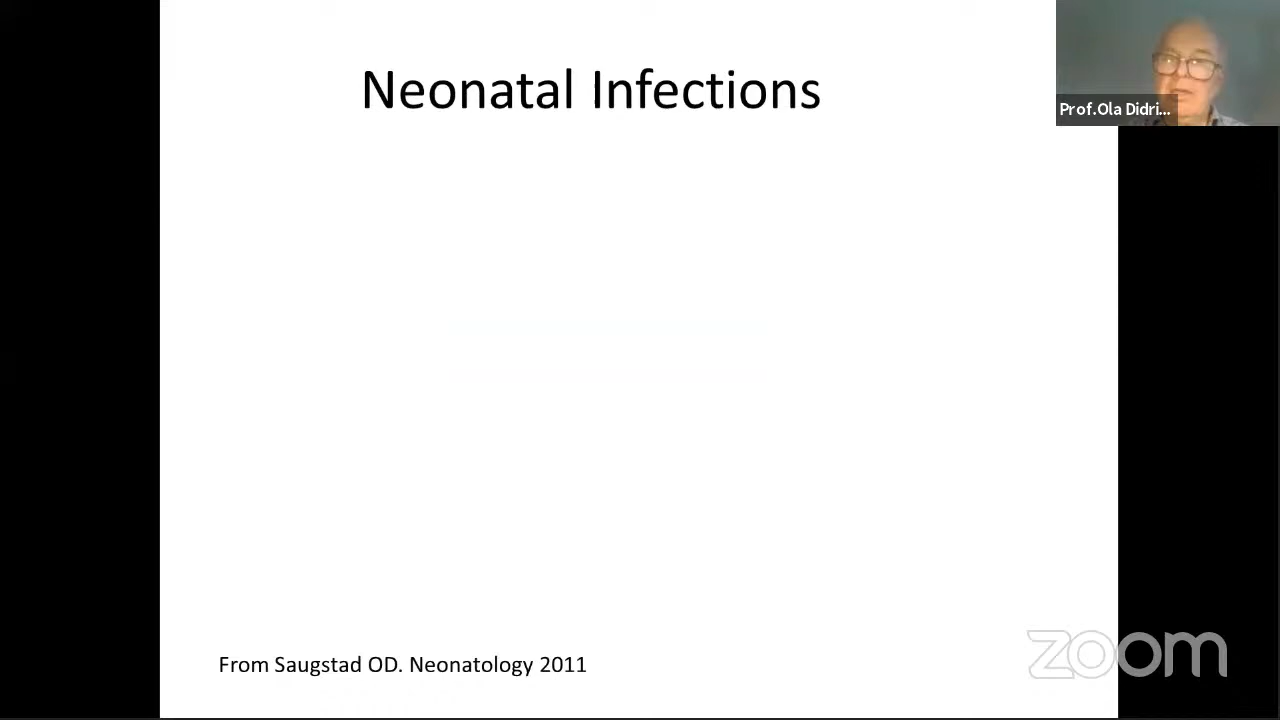 Neonatal Infections
Prof.Ola Didri...
From Saugstad OD. Neonatology 2011
zoom